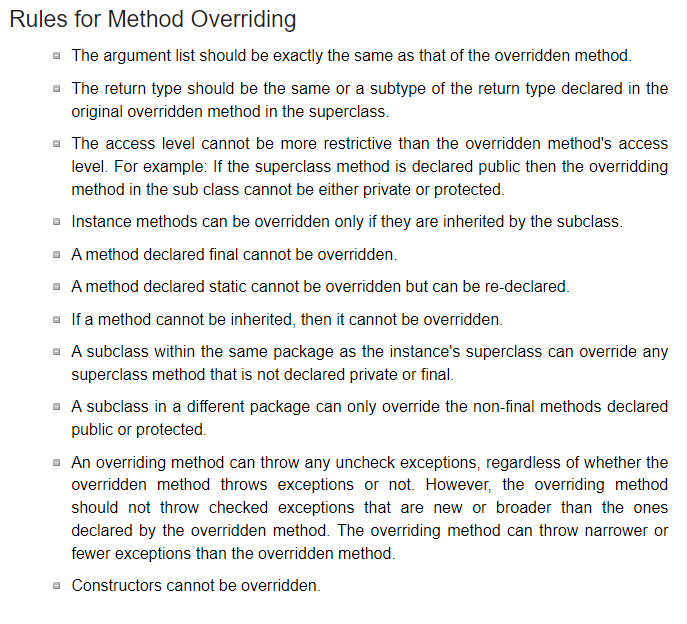 Rules for Method Overriding
The argument list should be exactly the same as that of the overridden method.
The return type should be the same or a subtype of the return type declared in the
original overridden method in the superclass.
The access level cannot be more restrictive than the overridden method's access
level. For example: If the superclass method is declared public then the overridding
method in the sub class cannot be either private or protected.
Instance methods can be overridden only if they are inherited by the subclass.
A method declared final cannot be overridden.
A method declared static cannot be overridden but can be re-declared.
If a method cannot be inherited, then it cannot be overridden.
A subclass within the same package as the instance's superclass can override any
superclass method that is not declared private or final.
A subclass in a different package can only override the non-final methods declared
public or protected.
An overriding method can throw any uncheck exceptions, regardless of whether the
overridden method throws exceptions or not. However, the overriding method
should not throw checked exceptions that are new or broader than the ones
declared by the overridden method. The overriding method can throw narrower or
fewer exceptions than the overridden method.
Constructors cannot be overridden.